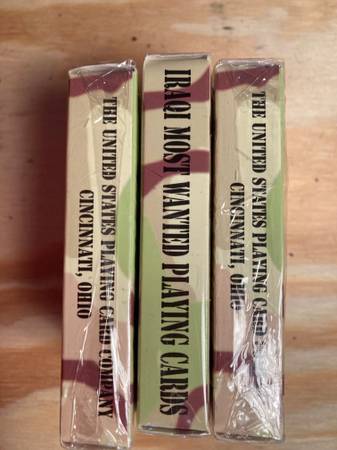 THE UNITED STATES PLAYING CARD COMPANY
CINCINNATI, OHIO
IRAQI MOST WANTED PLAYING CARDS
THE UNITED STATES PLAYING CARD
CINCINNATI, OHIO